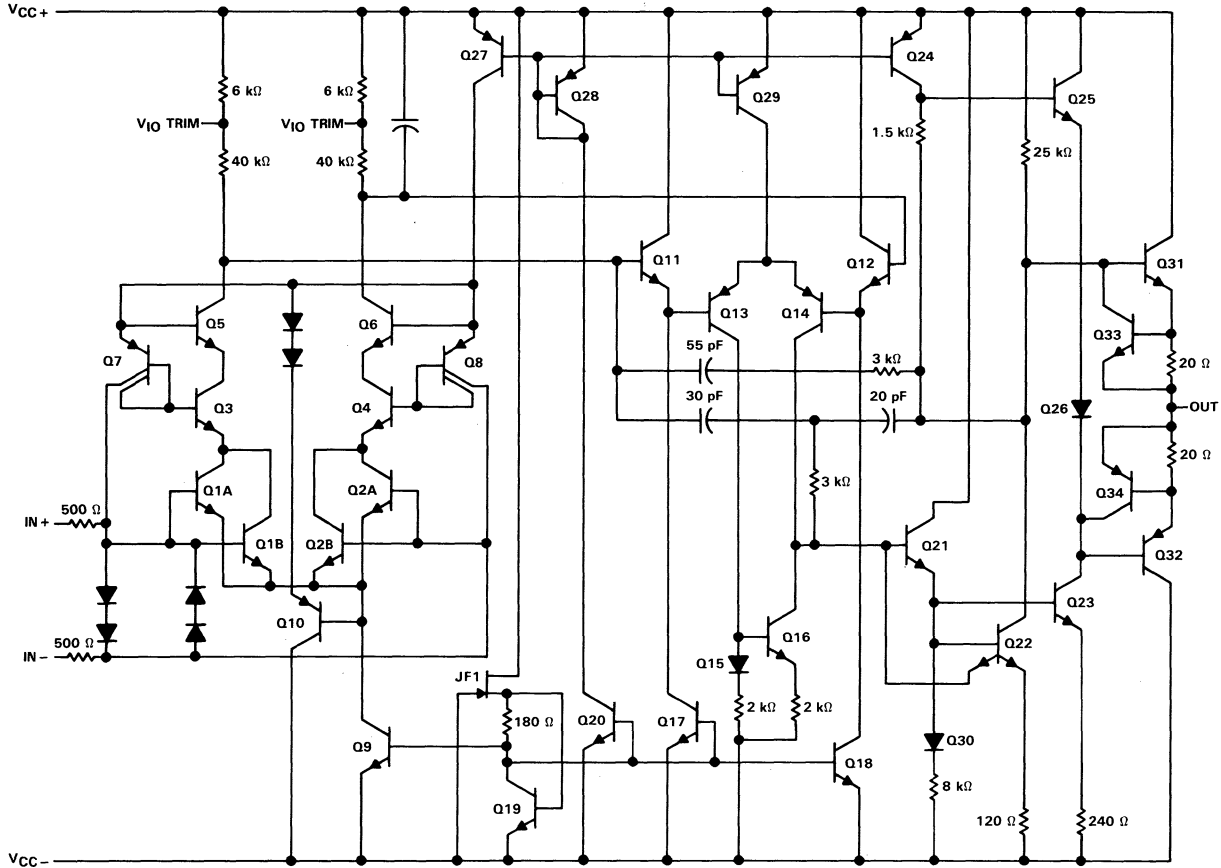 VCC+
Q27
Q28
Q29
Q24
Q25
6 kΩ
6 kΩ
VIO TRIM
VIO TRIM
40 kΩ
40 kΩ
1.5 kΩ
25 kΩ
Q11
Q12
Q31
Q5
Q6
Q13
Q14
Q33
20 Ω
Q7
Q8
55 pF
3 kΩ
Q3
Q4
30 pF
20 pF
Q26
OUT
20 Ω
3 kΩ
Q1A
Q2A
Q34
500 Ω
IN+
Q1B
Q2B
Q21
Q32
Q10
Q23
Q16
Q22
500 Ω
IN-
Q15
JF1
2 kΩ
2 kΩ
180 Ω
Q20
Q17
Q30
Q9
Q18
8 kΩ
Q19
120 Ω
240 Ω
VCC-